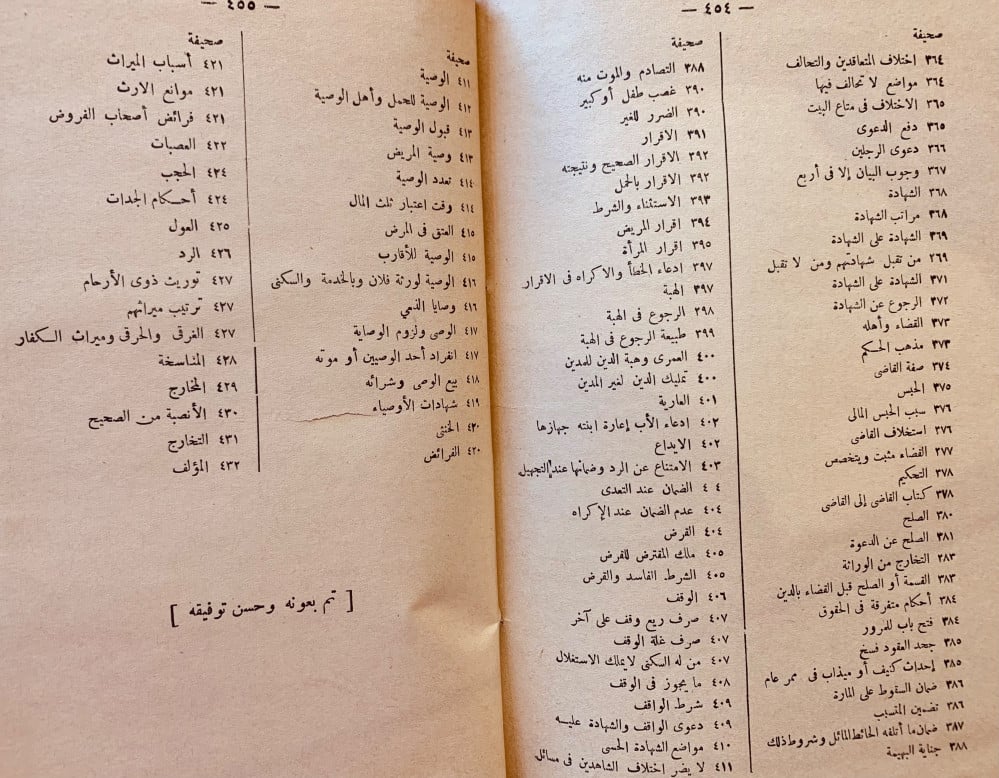 — ٤٥٤ —
صحيفة
٣٦٤ اختلاف المتعاقدين والتحالف
٣٦٤ مواضع لا تحالف فيها
٣٦٥ الاختلاف فى متاع البيت
٣٦٥ دفع الدعوى
٣٦٦ دعوى الرجلين
٣٦٧ وجوب البيان إلا فى أربع
٣٦٨ الشهادة
٣٦٨ مراتب الشهادة
٣٦٩ الشهادة على الشهادة
٢٦٩ من تقبل شهادتهم ومن لا تقبل
٣٧١ الشهادة على الشهادة
٣٧٢ الرجوع عن الشهادة
٣٧٣ القضاء وأهله
٣٧٣ مذهب الحكم
٣٧٤ صفة القاضى
٣٧٥ الحبس
٣٧٦ سبب الحبس المالى
٣٧٦ استخلاف القاضى
٢٧٧ القضاء مثبت ويتخصص
٣٧٨ التحكيم
٣٧٨ كتاب القاضى إلى القاضى
٣٨٠ الصلح
٣٨١ الصلح عن الدعوة
٢٨٣ التخارج من الوراثة
٣٨٣ القسمة أو الصلح قبل القضاء بالدين
٣٨٤ أحكام متفرقة فى الحقوق
٣٨٤ فتح باب للمرور
٣٨٥ جحد العقود فسخ
٣٨٥ إحداث كنيف أو ميذاب فى ممر عام
٣٨٦ ضمان السقوط على المارة
٣٨٦ تضمين المتسبب
٣٨٧ ضمان ما أتلفه الحائط المائل وشروط ذلك
٣٨٨ جناية البهيمة
صحيفة
٣٨٨ التصادم والموت منه
٣٩٠ غصب طفل أو كبير
٣٩٠ الضرر للغير
٣٩١ الاقرار
٣٩٢ الاقرار الصحيح ونتيجته
٣٩٢ الاقرار بالحمل
٣٩٣ الاستثناء والشرط
٣٩٤ اقرار المريض
٣٩٥ اقرار المرأة
٣٩٧ ادعاء الخطأ والاكراه فى الاقرار
٣٩٧ الهبة
٣٩٨ الرجوع فى الهبة
٣٩٩ طبيعة الرجوع فى الهبة
٤٠٠ العمرى وهبة الدين للمدين
٤٠٠ تمليك الدين لغير المدين
٤٠١ العارية
٤٠٢ ادعاء الأب إعارة ابنته جهازها
٤٠٢ الايداع
٤٠٣ الامتناع عن الرد وضمانها عند التجهيل
٤ ٤ الضمان عند التعدى
٤٠٤ عدم الضمان عند الإكراه
٤٠٤ القرض
٤٠٥ ملك المقترض للقرض
٤٠٥ الشرط الفاسد والقرض
٤٠٦ الوقف
٤٠٧ صرف ريع وقف على آخر
٤٠٧ صرف غلة الوقف
٤٠٧ من له السكنى لا يملك الاستغلال
٤٠٨ ما يجوز فى الوقف
٤٠٩ شرط الواقف
٤٠٩ دعوى الواقف والشهادة عليه
٤١٠ مواضع الشهادة الحسبى
٤١١ لا يضر اختلاف الشاهدين فى مسائل
— ٤٥٥ —
صحيفة
٤١١ الوصية
٤١٢ الوصية للحمل وأهل الوصية
٤١٣ قبول الوصية
٤١٣ وصية المريض
٤١٤ تعدد الوصية
٤١٤ وقت اعتبار ثلث المال
٤١٥ العتق فى المرض
٤١٥ الوصية للأقارب
٤١٦ الوصية لورثة فلان وبالخدمة والسكنى
٤١٦ وصايا الذمي
٤١٧ الوصى ولزوم الوصاية
٤١٧ انفراد أحد الوصيين أو موته
٤١٨ بيع الوصى وشرائه
٤١٩ شهادات الأوصياء
٤٢٠ الخنثى
٤٢٠ الفرائض
صحيفة
٤٢١ أسباب الميراث
٤٢١ موانع الارث
٤٢١ فرائض أصحاب الفروض
٤٢٢ العصبات
٤٢٤ الحجب
٤٢٤ أحكام الجدات
٤٢٥ العول
٤٢٦ الرد
٤٢٧ توريث ذوى الأرحام
٤٢٧ ترتيب ميراثهم
٤٢٧ الغرقى والحرقى وميراث الكفار
٤٣٨ المناسخة
٤٢٩ المخارج
٤٣٠ الأنصبة من الصحيح
٤٣١ التخارج
٤٣٢ المؤلف
[ تم بعونه وحسن توفيقه ]